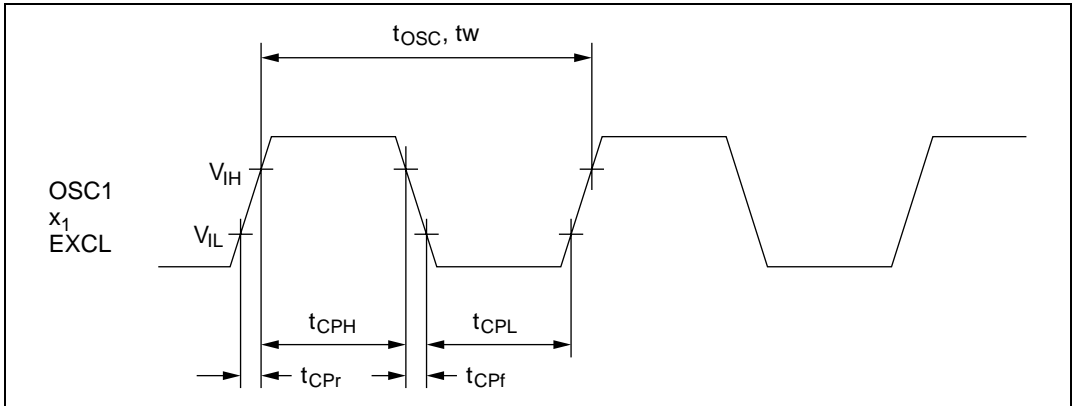 tOSC, tw
VIH
OSC1
x1
EXCL
VIL
tCPH
tCPL
tCPr
tCPf